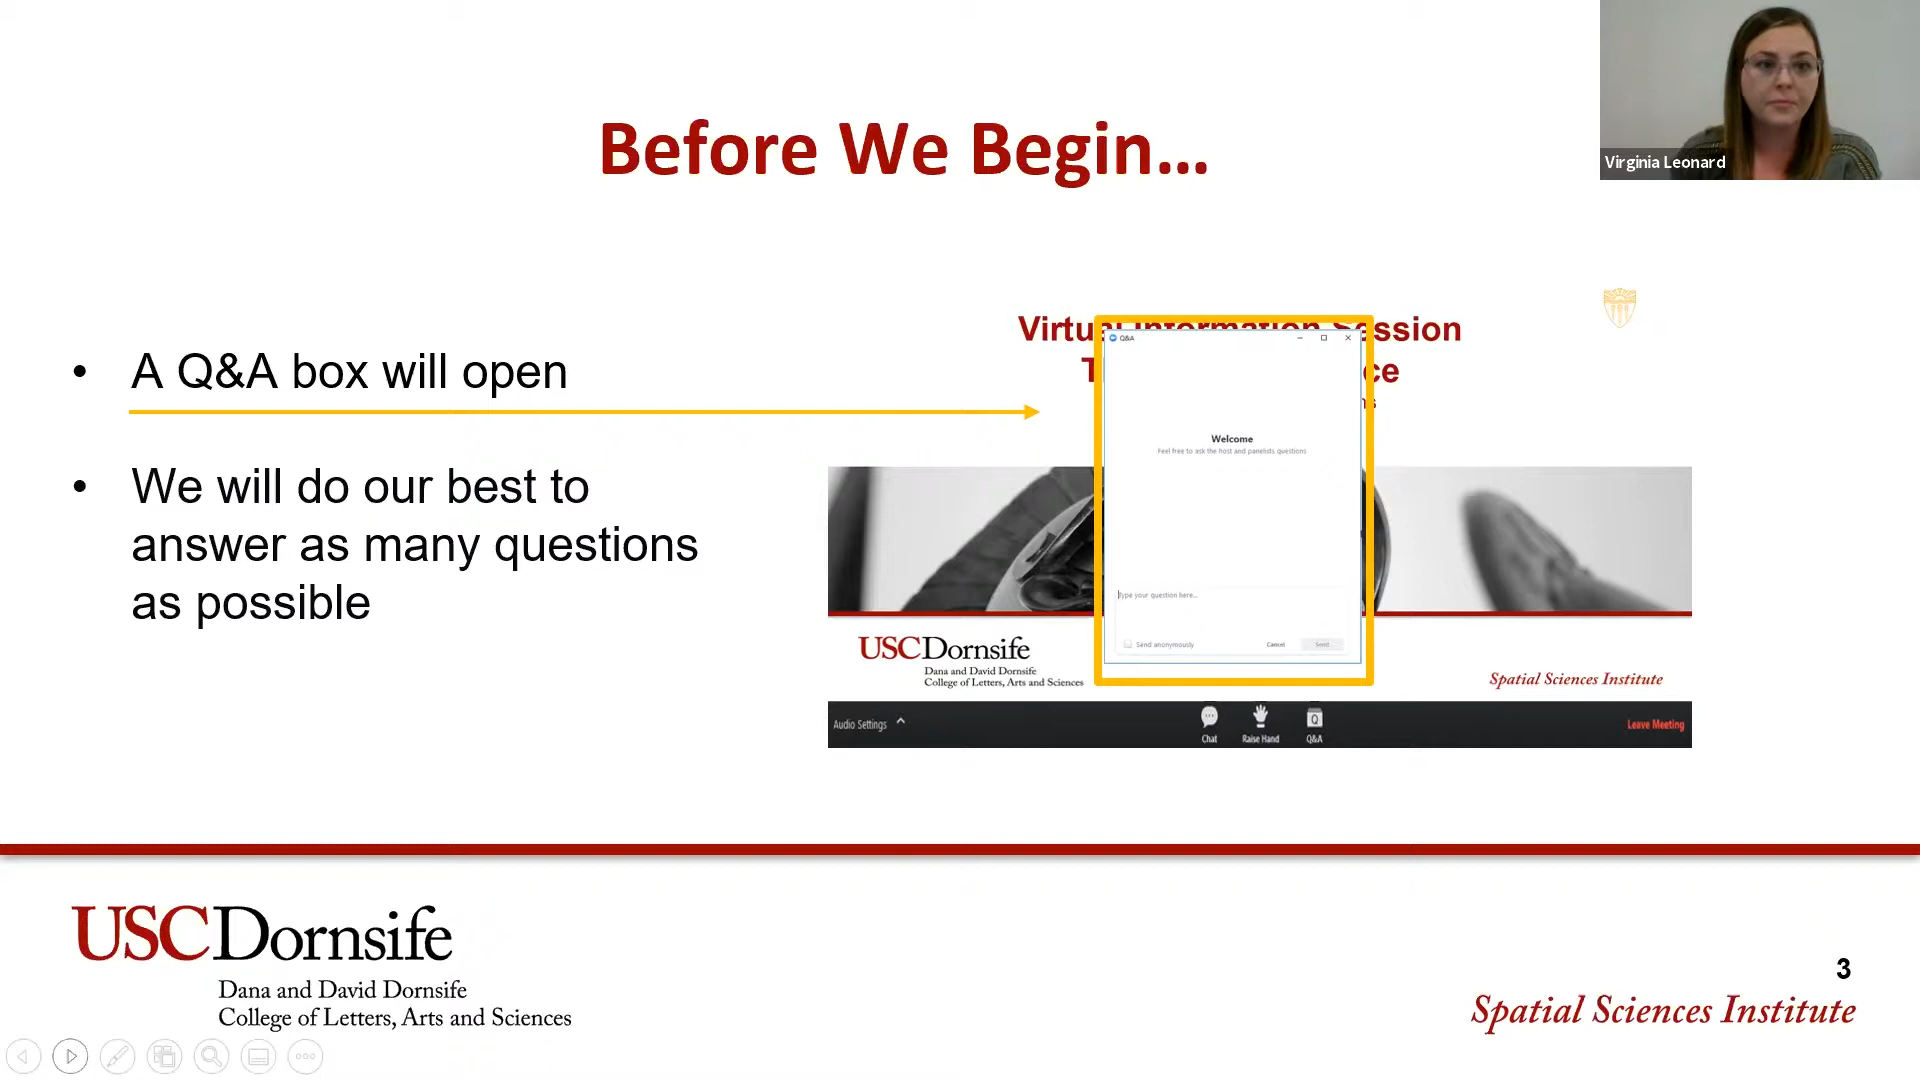 Before We Begin...
Virginia Leonard
• A Q&A box will open
• We will do our best to
answer as many questions
as possible
Session
Q&A
Welcome
Feel free to ask the host and panelists questions
Type your question here...
Send anonymously
Cancel
Send
USCDornsife
Dana and David Dornsife
College of Letters, Arts and Sciences
Spatial Sciences Institute
Audio Settings
Chat
Raise Hand
Q&A
Leave Meeting
USCDornsife
Dana and David Dornsife
College of Letters, Arts and Sciences
3
Spatial Sciences Institute